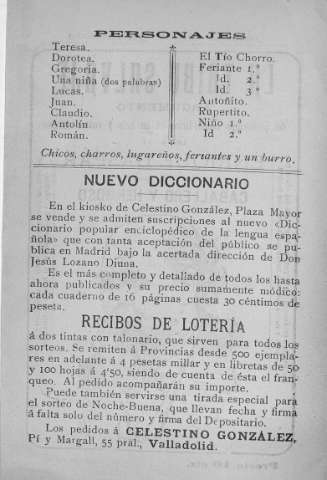 PERSONAJES
Teresa.
Dorotea.
Gregoria.
Una niña (dos palabras)
Lucas.
Juan.
Claudio.
Antolín.
Román.
El Tío Chorro.
Feriante 1.º
Id. 2.º
Id. 3º
Autoñito.
Rupertito.
Niño 1.º
Id 2.º
Chicos, charros, lugareños, feriantes y un burro.
NUEVO DICCIONARIO
En el kiosko de Celestino González, Plaza Mayor
se vende y se admiten suscripciones al nuevo «Dic-
cionario popular enciclopédico de la lengua espa-
ñola» que con tanta aceptación del público se pu-
blica en Madrid bajo la acertada dirección de Don
Jesús Lozano Diuna.
Es el más completo y detallado de todos los hasta
ahora publicados y su precio sumamente módico:
cada cuaderno de 16 páginas cuesta 30 céntimos de
peseta.
RECIBOS DE LOTERÍA
á dos tintas con talonario, que sirven para todos los
sorteos. Se remiten á Provincias desde 500 ejempla-
res en adelante á 4 pesetas millar y en libretas de 50
y 100 hojas á 4'50, siendo de cuenta de ésta el fran-
queo. Al pedido acompañarán su importe.
Puede también servirse una tirada especial para
el sorteo de Noche-Buena, que llevan fecha y firma
á falta solo del número y firma del Depositario.
Los pedidos á CELESTINO GONZÁLEZ,
Pí y Margall, 55 pral., Valladolid.